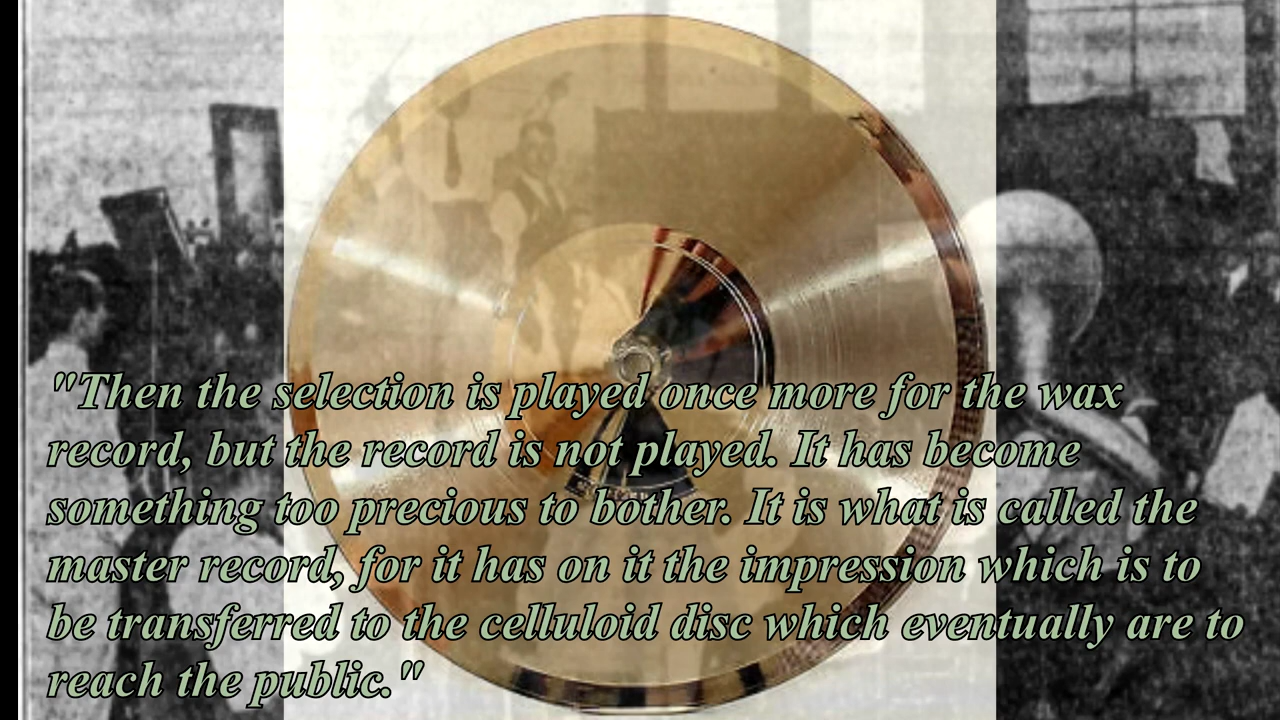 "Then the selection is played once more for the wax
record, but the record is not played. It has become
something too precious to bother. It is what is called the
master record, for it has on it the impression which is to
be transferred to the celluloid disc which eventually are to
reach the public."